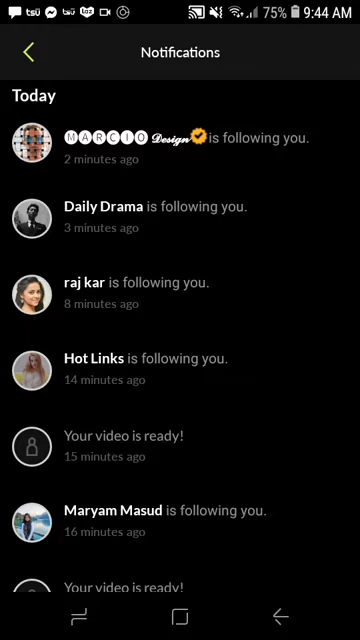 tsū tsū 75% 9:44 AM
Notifications
Today
🅜🅐🅡🅒🅘🅞 𝓓𝓮𝓼𝓲𝓰𝓷 is following you.
2 minutes ago
Daily Drama is following you.
3 minutes ago
raj kar is following you.
8 minutes ago
Hot Links is following you.
14 minutes ago
Your video is ready!
15 minutes ago
Maryam Masud is following you.
16 minutes ago
Your video is ready!